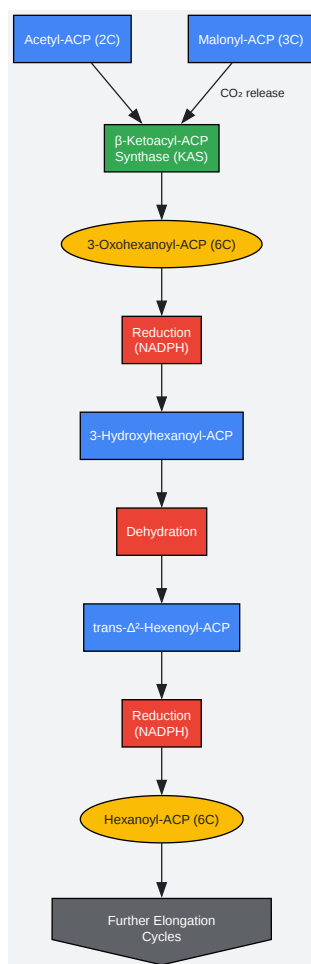 Acetyl-ACP (2C)
Malonyl-ACP (3C)
CO₂ release
β-Ketoacyl-ACP
Synthase (KAS)
3-Oxohexanoyl-ACP (6C)
Reduction
(NADPH)
3-Hydroxyhexanoyl-ACP
Dehydration
trans-Δ²-Hexenoyl-ACP
Reduction
(NADPH)
Hexanoyl-ACP (6C)
Further Elongation
Cycles